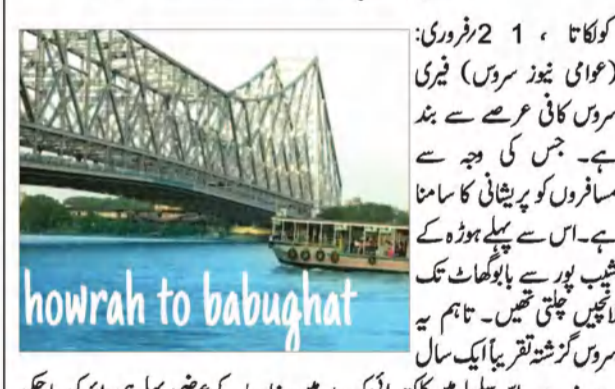 کولکاتا ، 1 2/فروری:
(عوامی نیوز سروس) فیری
سروس کافی عرصے سے بند
ہے۔ جس کی وجہ سے
مسافروں کو پریشانی کا سامنا
ہے۔اس سے پہلے ہوڑہ کے
شیب پور سے بابوگھاٹ تک
لانچیں چلتی تھیں۔ تاہم یہ
سروس گزشتہ تقریباً ایک سال
howrah to babughat